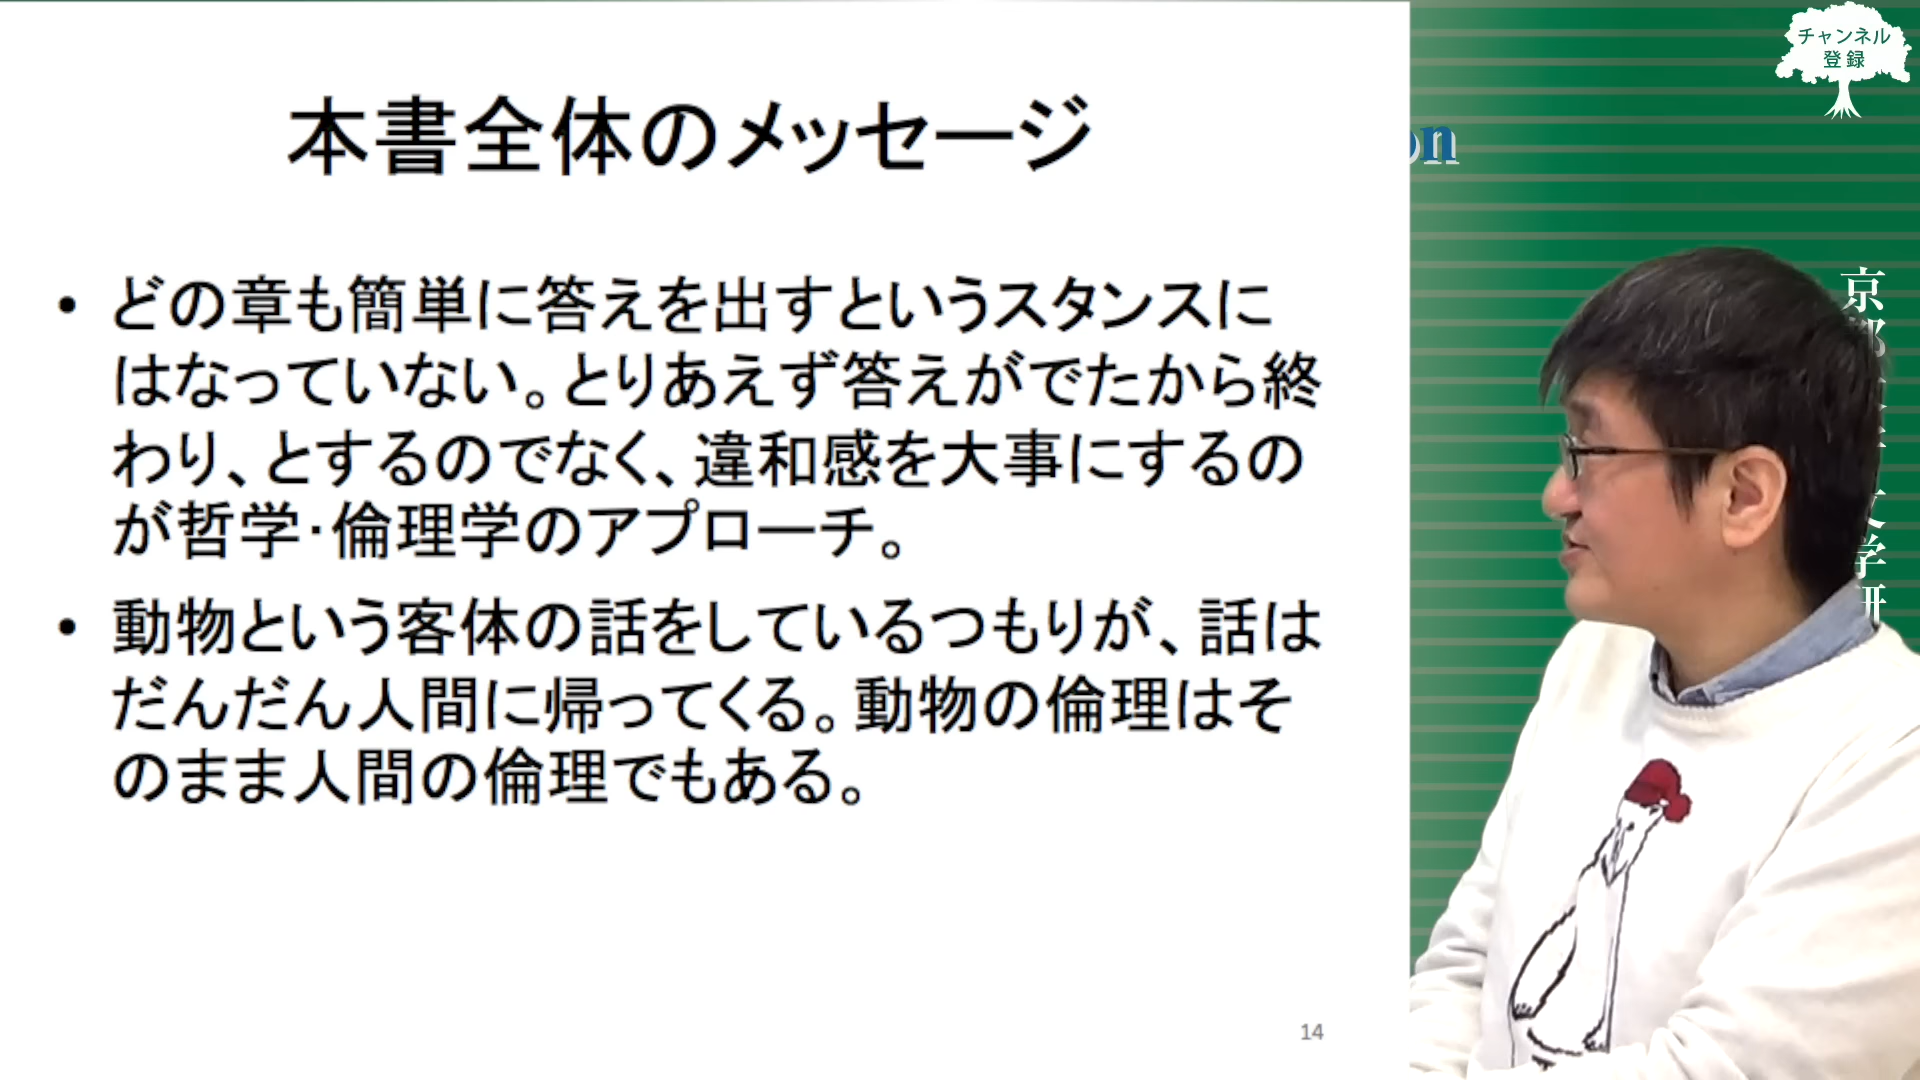 本書全体のメッセージ
• どの章も簡単に答えを出すというスタンスに
はなっていない。とりあえず答えがでたから終
わり、とするのでなく、違和感を大事にするの
が哲学・倫理学のアプローチ。
• 動物という客体の話をしているつもりが、話は
だんだん人間に帰ってくる。動物の倫理はそ
のまま人間の倫理でもある。
14
チャンネル
登録
on
京都
文学研